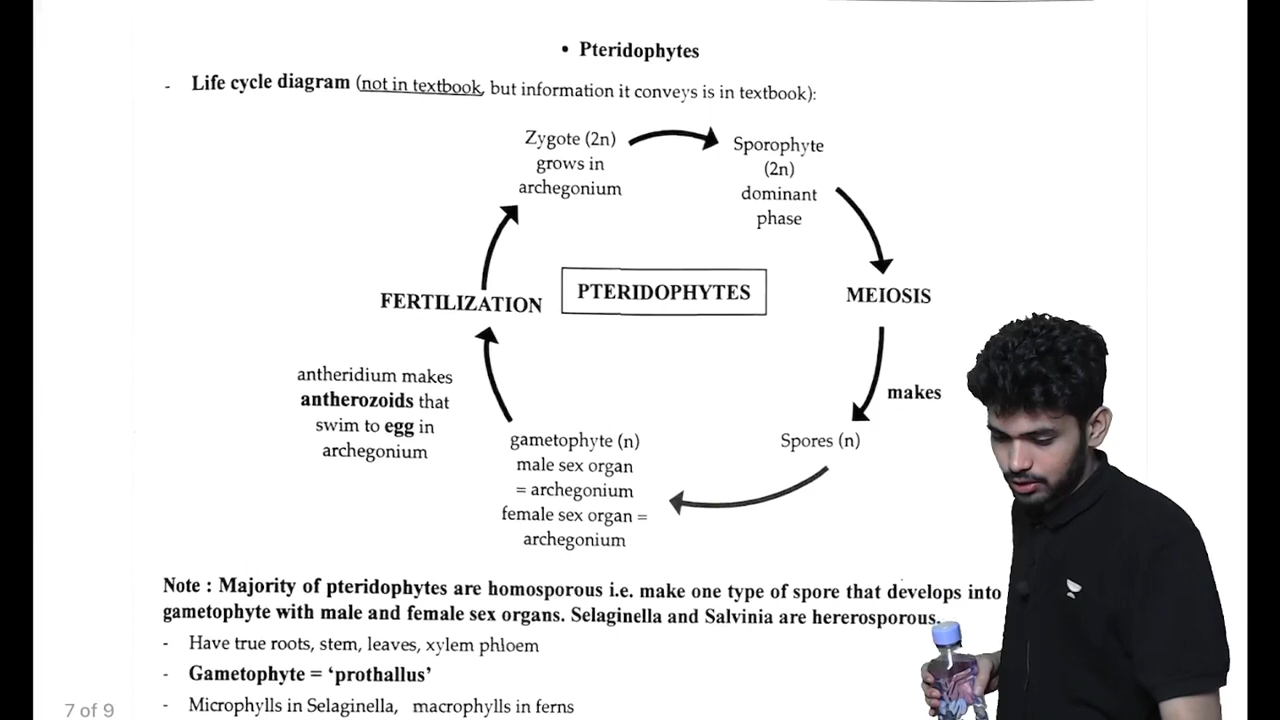 • Pteridophytes
- Life cycle diagram (not in textbook, but information it conveys is in textbook):
Zygote (2n)
grows in
archegonium
Sporophyte
(2n)
dominant
phase
FERTILIZATION
PTERIDOPHYTES
MEIOSIS
antheridium makes
antherozoids that
swim to egg in
archegonium
makes
gametophyte (n)
male sex organ
= archegonium
female sex organ =
archegonium
Spores (n)
Note : Majority of pteridophytes are homosporous i.e. make one type of spore that develops into
gametophyte with male and female sex organs. Selaginella and Salvinia are hererosporous.
- Have true roots, stem, leaves, xylem phloem
- Gametophyte = ‘prothallus’
- Microphylls in Selaginella, macrophylls in ferns
7 of 9